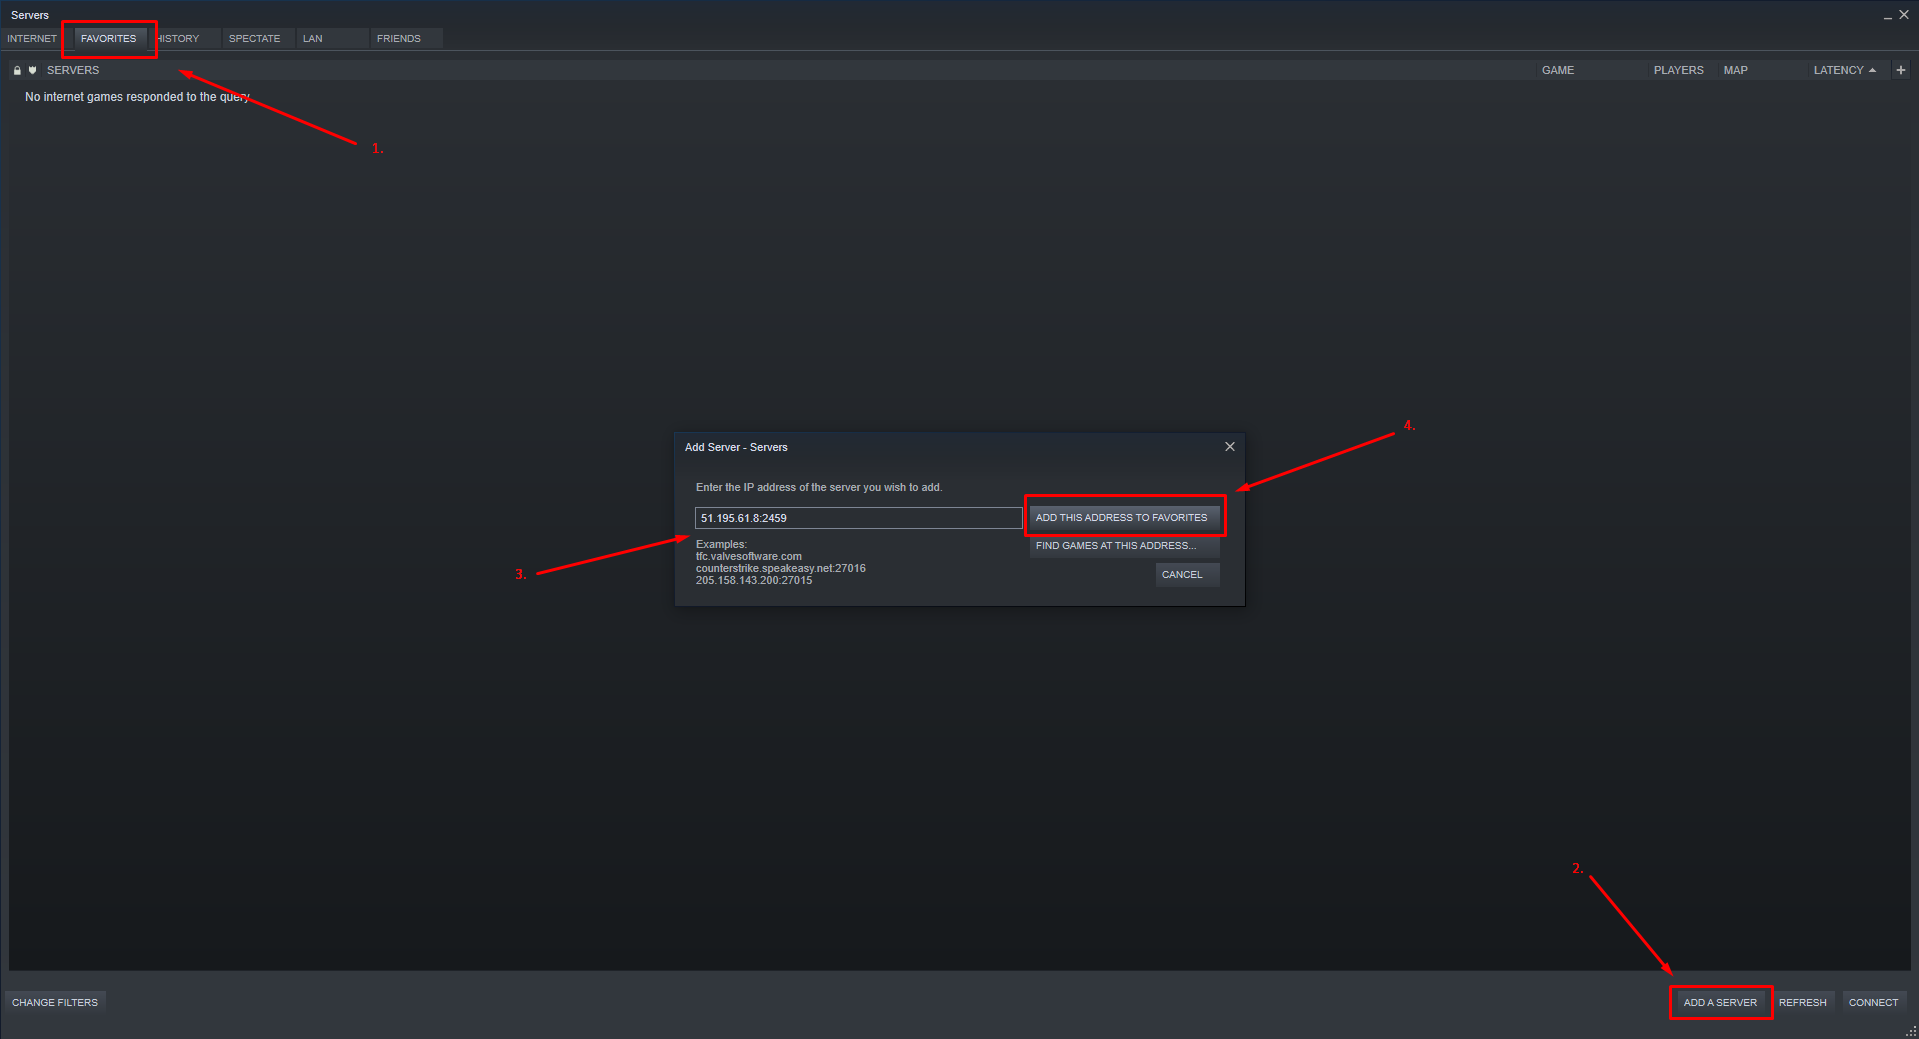 Servers
INTERNET FAVORITES HISTORY SPECTATE LAN FRIENDS
SERVERS GAME PLAYERS MAP LATENCY
No internet games responded to the query
1.
4.
Add Server - Servers
Enter the IP address of the server you wish to add.
51.195.61.8:2459 ADD THIS ADDRESS TO FAVORITES
Examples: FIND GAMES AT THIS ADDRESS...
tfc.valvesoftware.com
counterstrike.speakeasy.net:27016
3. 205.158.143.200:27015 CANCEL
2.
CHANGE FILTERS ADD A SERVER REFRESH CONNECT